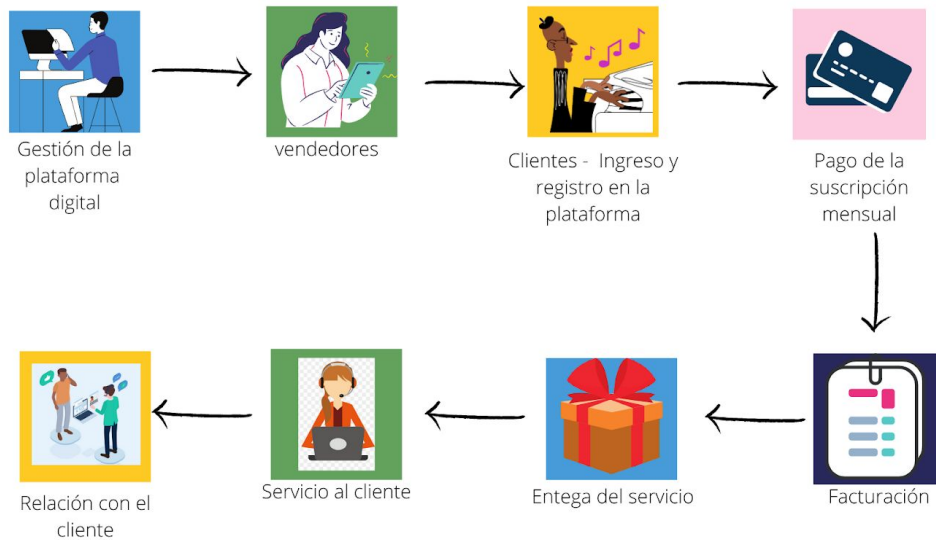 Gestión de la
plataforma
digital
vendedores
Clientes - Ingreso y
registro en la
plataforma
Pago de la
suscripción
mensual
Relación con el
cliente
Servicio al cliente
Entega del servicio
Facturación